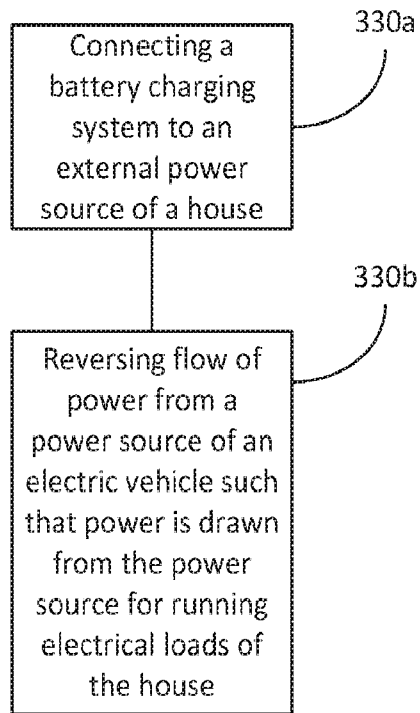 330a
Connecting a
battery charging
system to an
external power
source of a house
330b
Reversing flow of
power from a
power source of an
electric vehicle such
that power is drawn
from the power
source for running
electrical loads of
the house